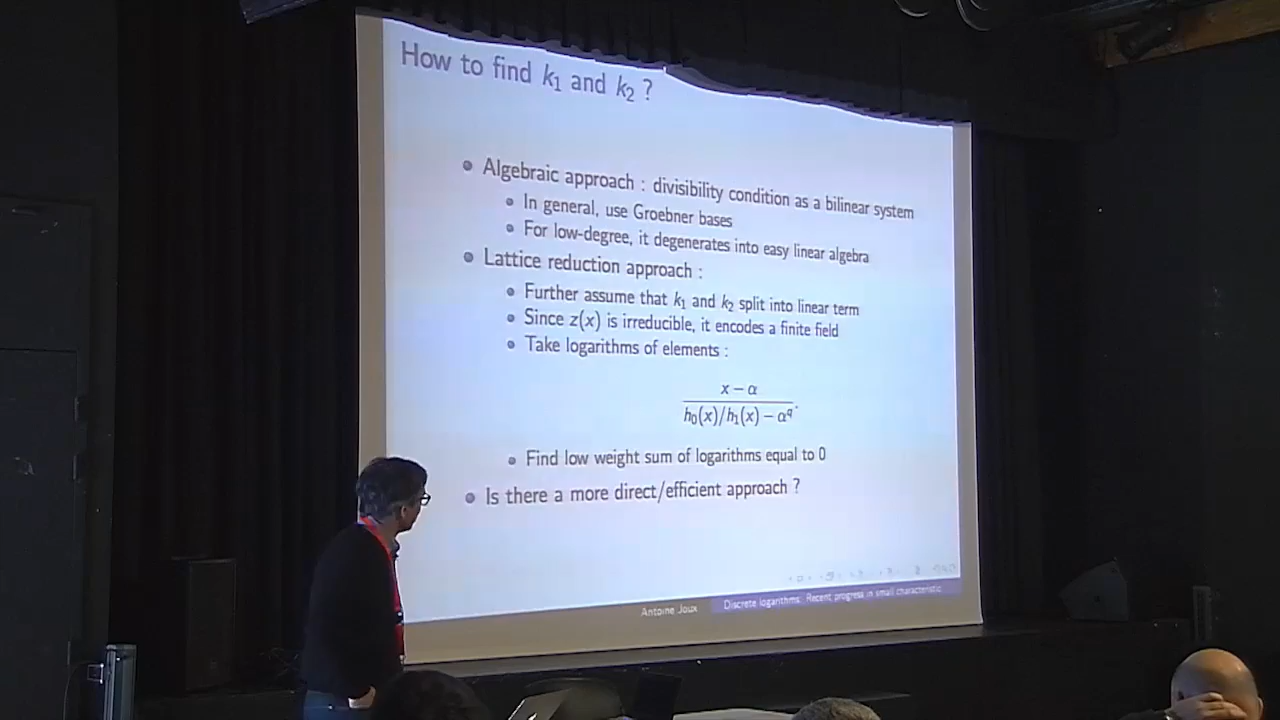 How to find k₁ and k₂ ?
Algebraic approach : divisibility condition as a bilinear system
In general, use Groebner bases
For low-degree, it degenerates into easy linear algebra
Lattice reduction approach :
Further assume that k₁ and k₂ split into linear term
Since z(x) is irreducible, it encodes a finite field
Take logarithms of elements :
x − α
h₀(x)/h₁(x) − α^q .
Find low weight sum of logarithms equal to 0
Is there a more direct/efficient approach ?
Antoine Joux Discrete logarithms: Recent progress in small characteristic